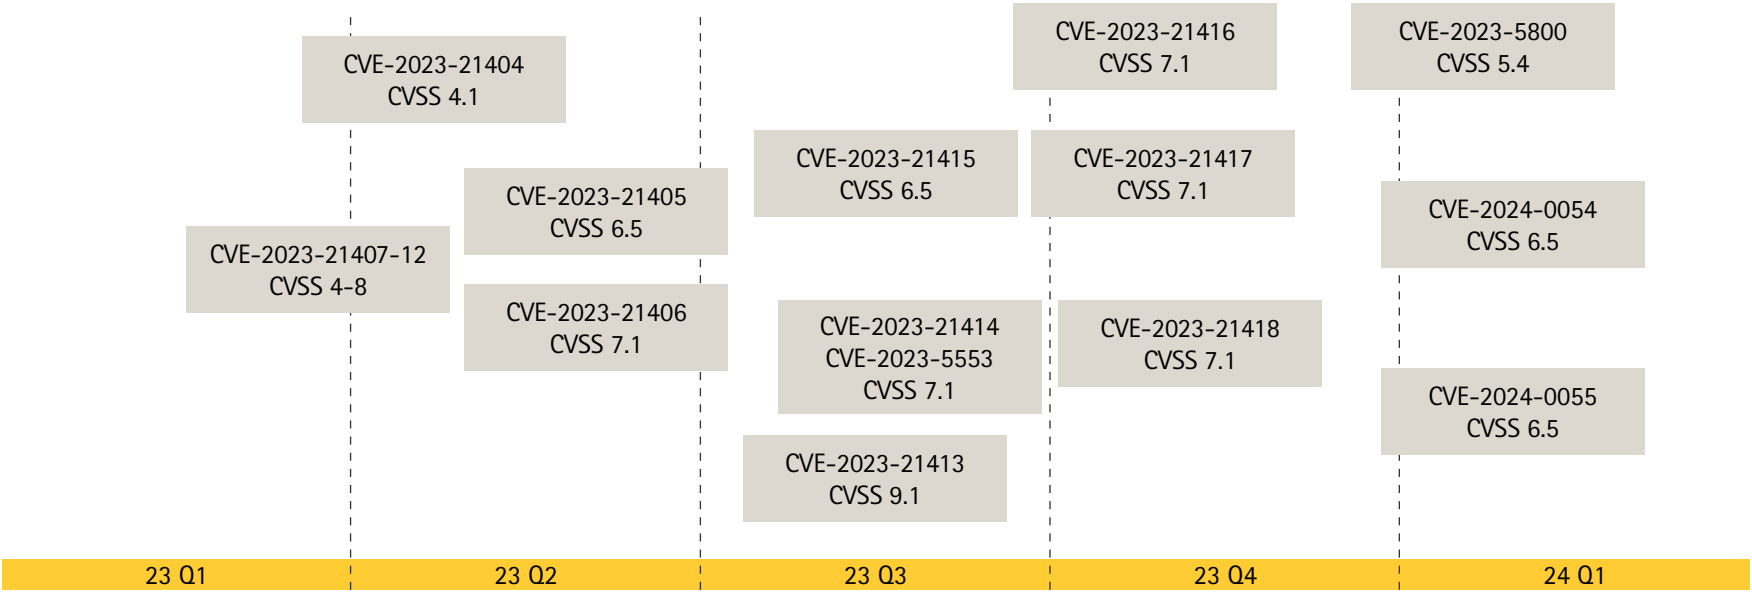 CVE-2023-21404
CVSS 4.1
CVE-2023-21407-12
CVSS 4-8
CVE-2023-21405
CVSS 6.5
CVE-2023-21406
CVSS 7.1
CVE-2023-21415
CVSS 6.5
CVE-2023-21414
CVE-2023-5553
CVSS 7.1
CVE-2023-21413
CVSS 9.1
CVE-2023-21416
CVSS 7.1
CVE-2023-21417
CVSS 7.1
CVE-2023-21418
CVSS 7.1
CVE-2023-5800
CVSS 5.4
CVE-2024-0054
CVSS 6.5
CVE-2024-0055
CVSS 6.5
23 Q1
23 Q2
23 Q3
23 Q4
24 Q1